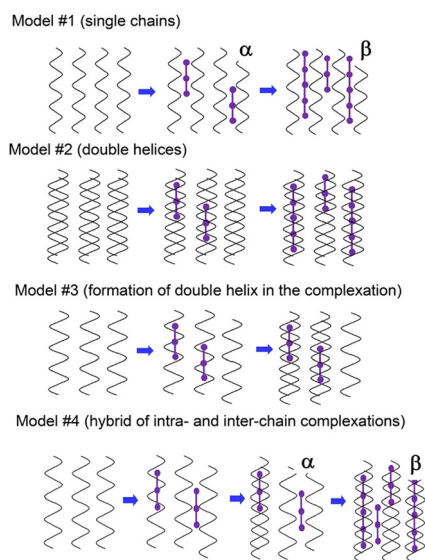 Model #1 (single chains)
α
β
Model #2 (double helices)
Model #3 (formation of double helix in the complexation)
Model #4 (hybrid of intra- and inter-chain complexations)
α
β